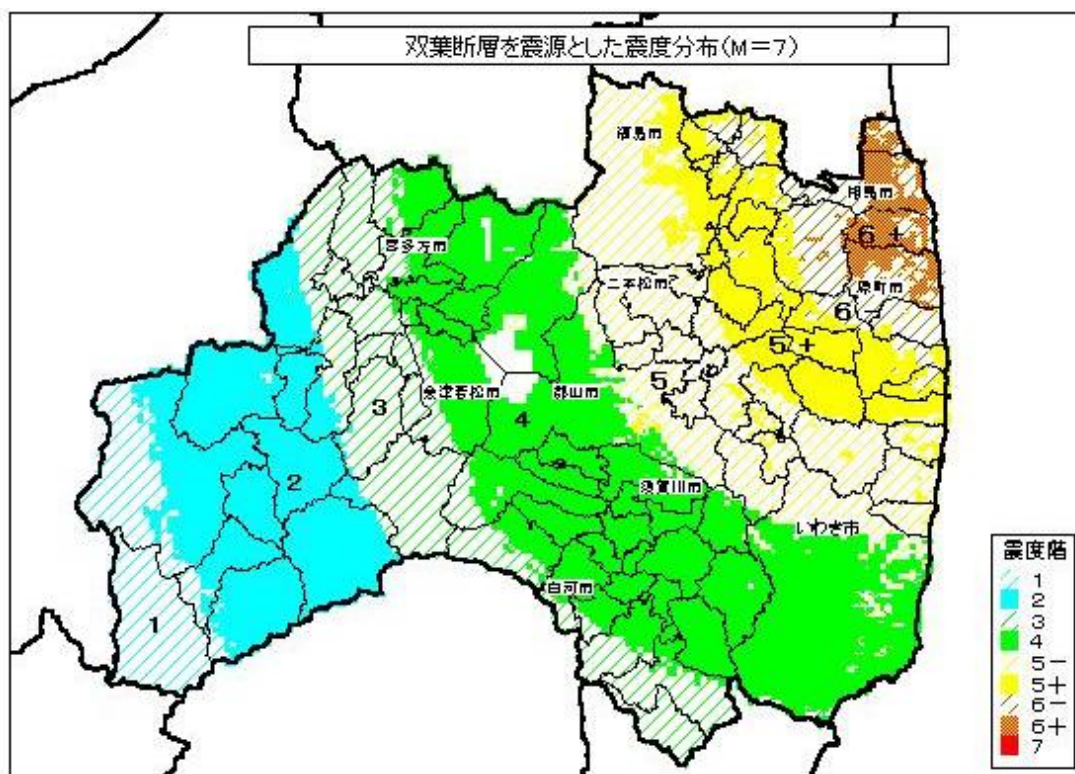 双葉断層を震源とした震度分布(M=7)
福島市
相馬市
6+
喜多方市
二本松市
原町市
6-
5+
会津若松市
郡山市
5-
3
4
2
須賀川市
いわき市
白河市
1
震度階
1
2
3
4
5-
5+
6-
6+
7